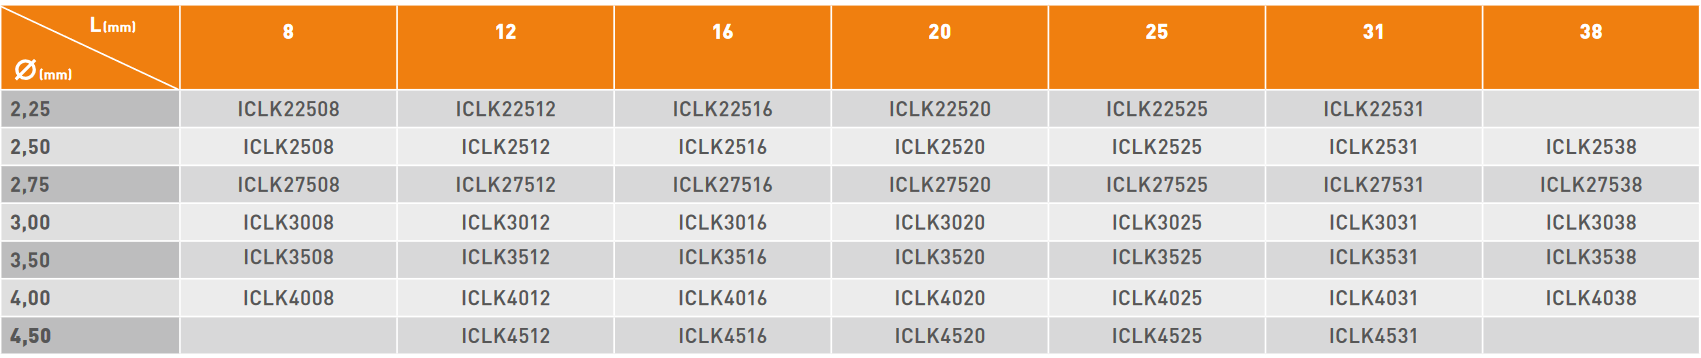 L(mm) 8 12 16 20 25 31 38
Ø(mm)
2,25 ICLK22508 ICLK22512 ICLK22516 ICLK22520 ICLK22525 ICLK22531
2,50 ICLK2508 ICLK2512 ICLK2516 ICLK2520 ICLK2525 ICLK2531 ICLK2538
2,75 ICLK27508 ICLK27512 ICLK27516 ICLK27520 ICLK27525 ICLK27531 ICLK27538
3,00 ICLK3008 ICLK3012 ICLK3016 ICLK3020 ICLK3025 ICLK3031 ICLK3038
3,50 ICLK3508 ICLK3512 ICLK3516 ICLK3520 ICLK3525 ICLK3531 ICLK3538
4,00 ICLK4008 ICLK4012 ICLK4016 ICLK4020 ICLK4025 ICLK4031 ICLK4038
4,50 ICLK4512 ICLK4516 ICLK4520 ICLK4525 ICLK4531